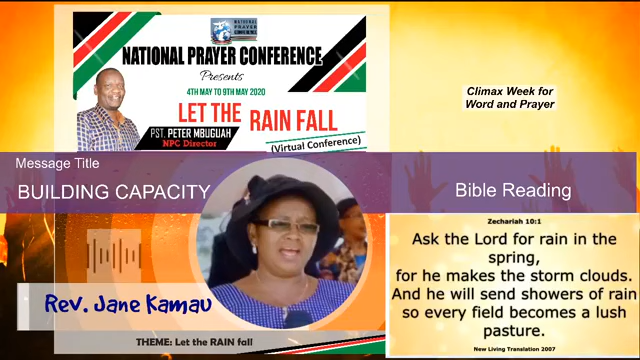 NATIONAL PRAYER CONFERENCE
Presents
4TH MAY TO 9TH MAY 2020
LET THE RAIN FALL
PST. PETER MBUGUAH
NPC Director
(Virtual Conference)
Climax Week for
Word and Prayer
Message Title
BUILDING CAPACITY
Bible Reading
Rev. Jane Kamau
THEME: Let the RAIN fall
Zechariah 10:1
Ask the Lord for rain in the
spring,
for he makes the storm clouds.
And he will send showers of rain
so every field becomes a lush
pasture.
New Living Translation 2007